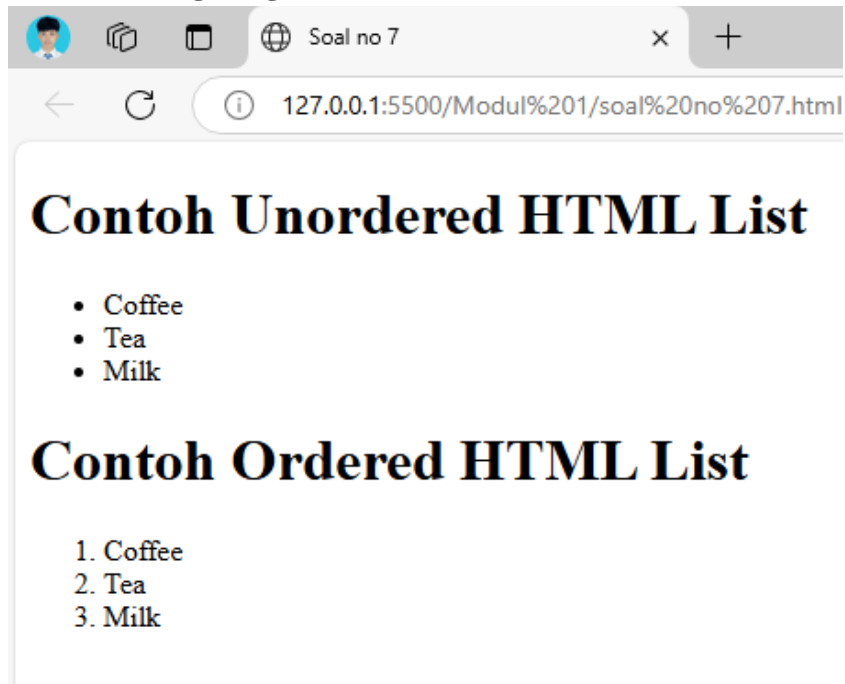 Soal no 7
127.0.0.1:5500/Modul%201/soal%20no%207.html
Contoh Unordered HTML List
• Coffee
• Tea
• Milk
Contoh Ordered HTML List
1. Coffee
2. Tea
3. Milk